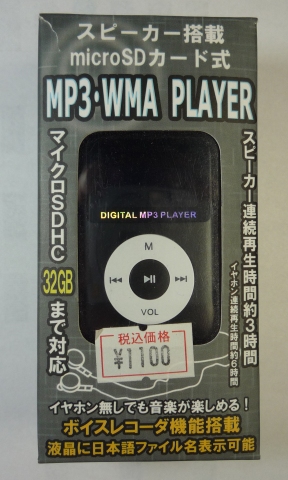 スピーカー搭載
microSDカード式
MP3・WMA PLAYER
マイクロSDHC 32GB まで対応
スピーカー連続再生時間約3時間
イヤホン連続再生時間約6時間
DIGITAL MP3 PLAYER
M
VOL
税込価格
¥1100
イヤホン無しでも音楽が楽しめる!
ボイスレコーダ機能搭載
液晶に日本語ファイル名表示可能